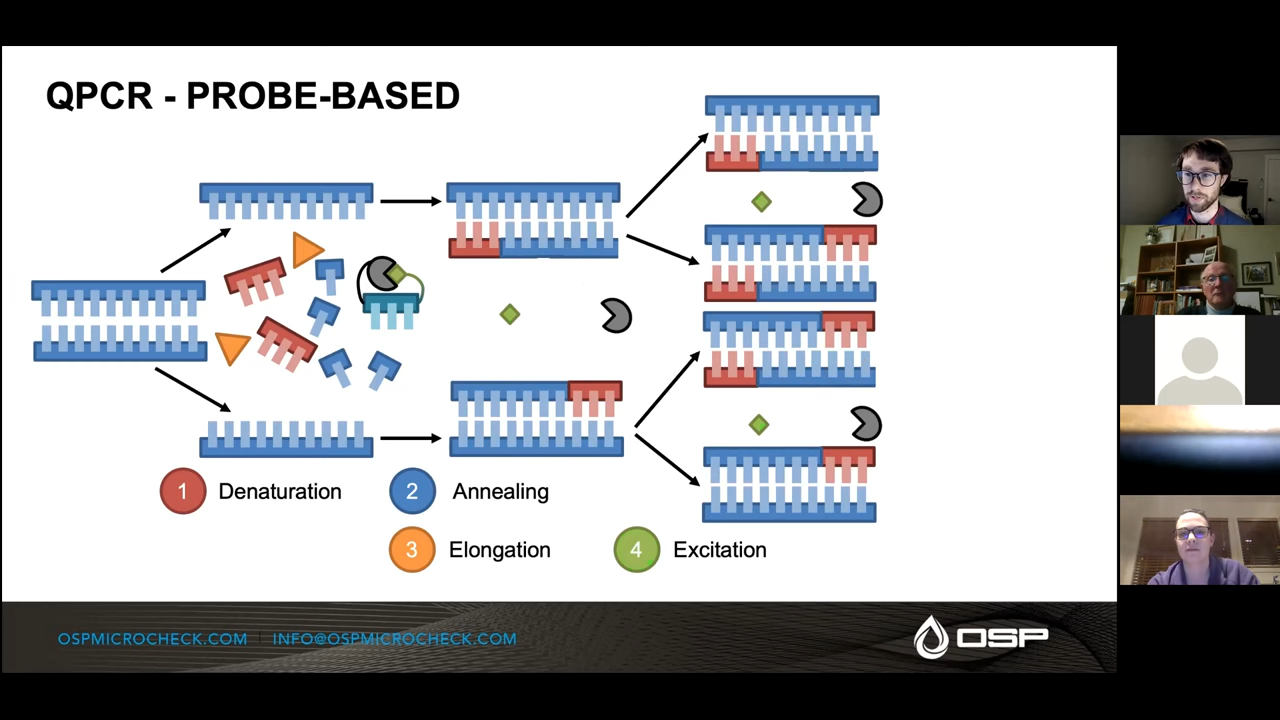 QPCR - PROBE-BASED
1 Denaturation
2 Annealing
3 Elongation
4 Excitation
OSPMICROCHECK.COM | INFO@OSPMICROCHECK.COM
OSP